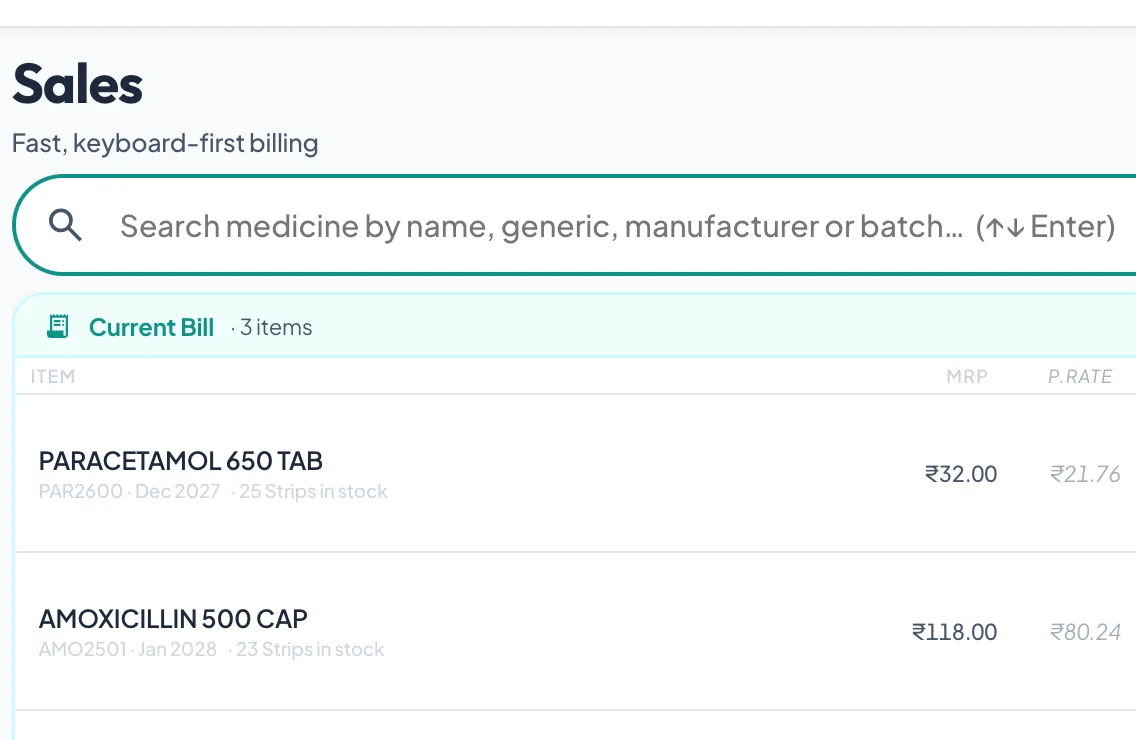 Sales
Fast, keyboard-first billing
Search medicine by name, generic, manufacturer or batch... (↑↓ Enter)
Current Bill · 3 items
ITEM MRP P.RATE
PARACETAMOL 650 TAB ₹32.00 ₹21.76
PAR2600 · Dec 2027 · 25 Strips in stock
AMOXICILLIN 500 CAP ₹118.00 ₹80.24
AMO2501 · Jan 2028 · 23 Strips in stock